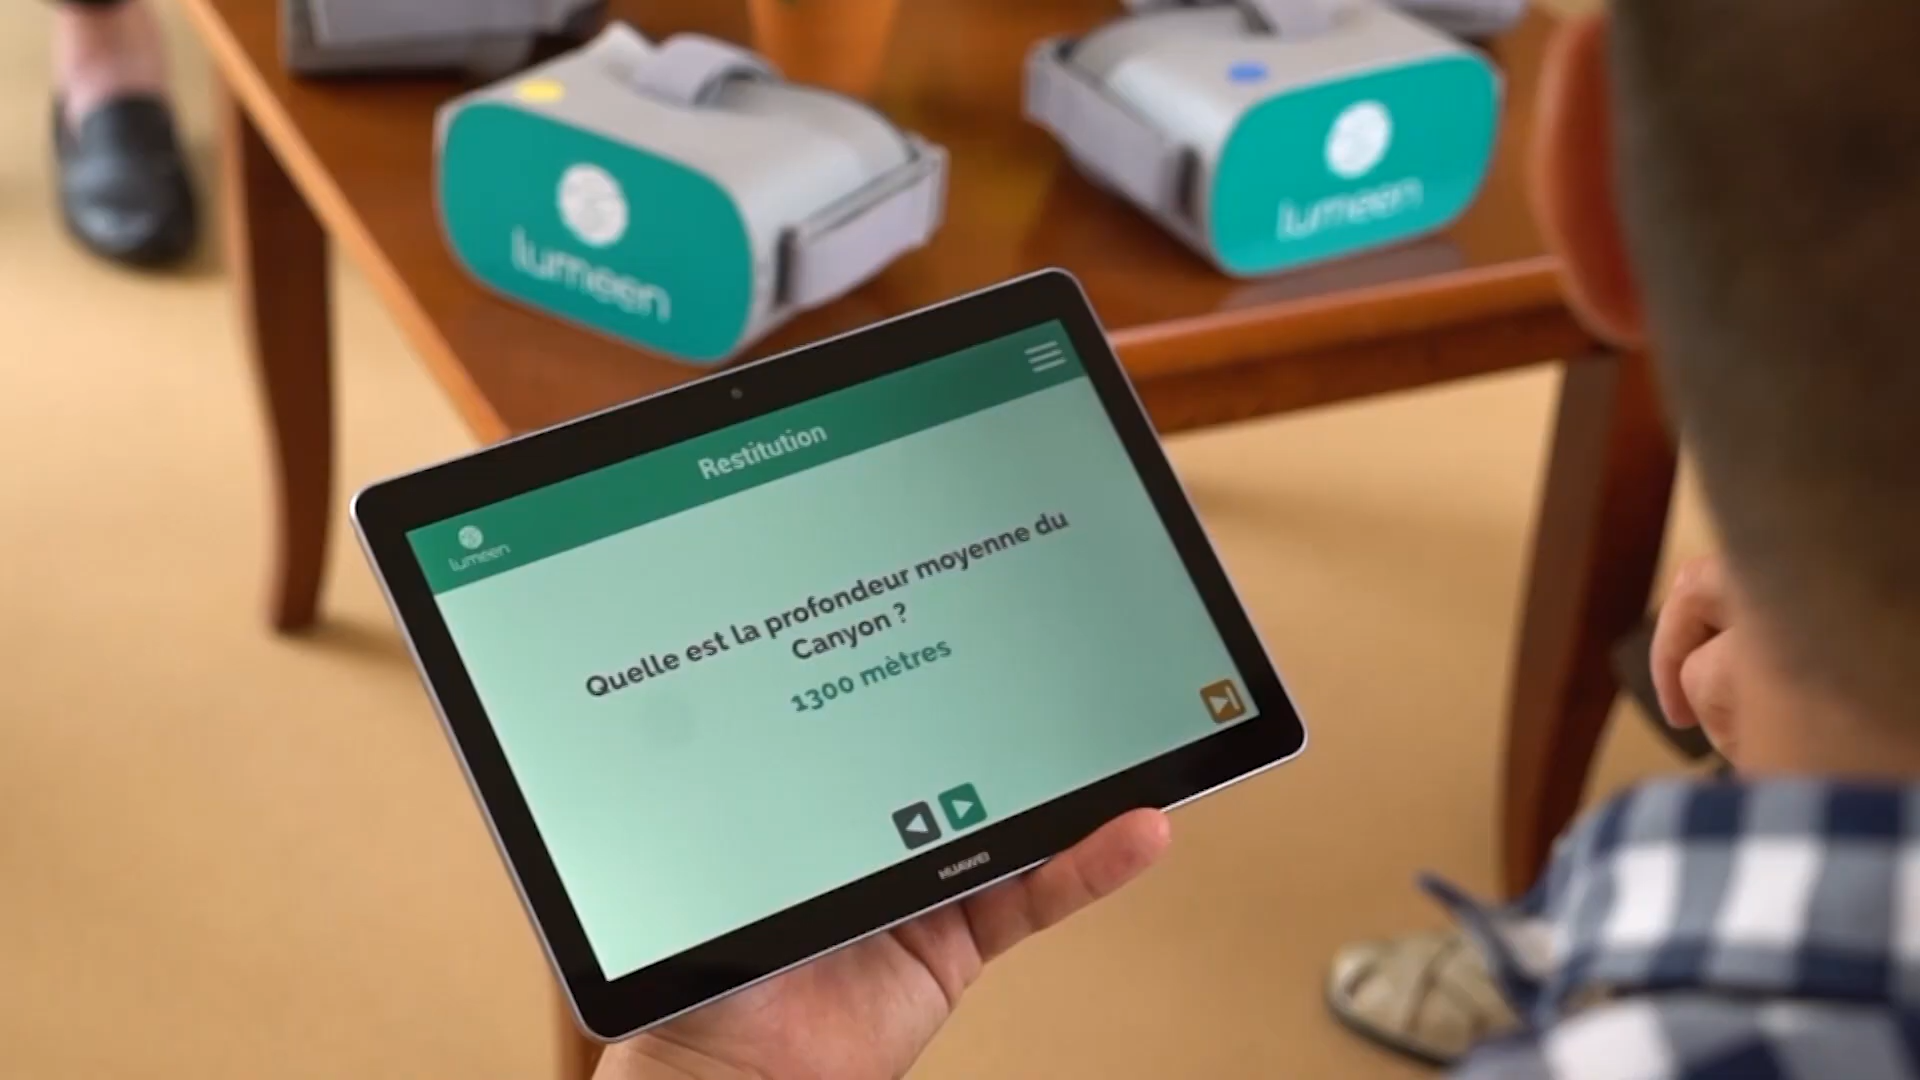 lumeen
lumeen
Restitution
lumeen
Quelle est la profondeur moyenne du
Canyon ?
1300 mètres
HUAWEI